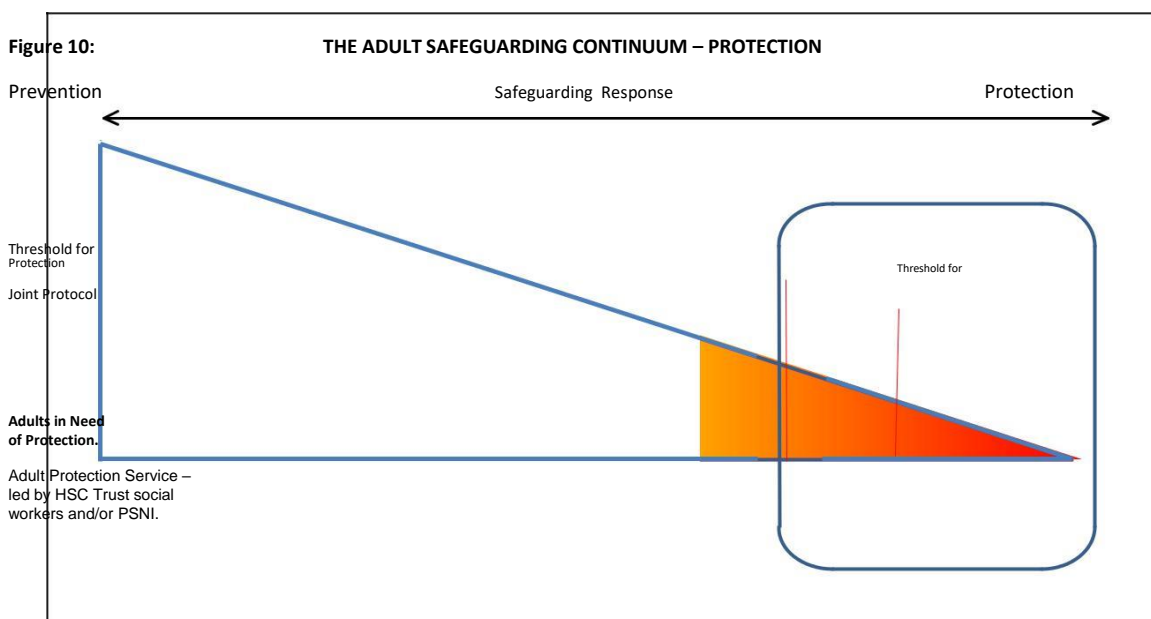 Figure 10: THE ADULT SAFEGUARDING CONTINUUM – PROTECTION
Prevention Safeguarding Response Protection
Threshold for
Protection
Threshold for
Joint Protocol
Adults in Need
of Protection.
Adult Protection Service –
led by HSC Trust social
workers and/or PSNI.